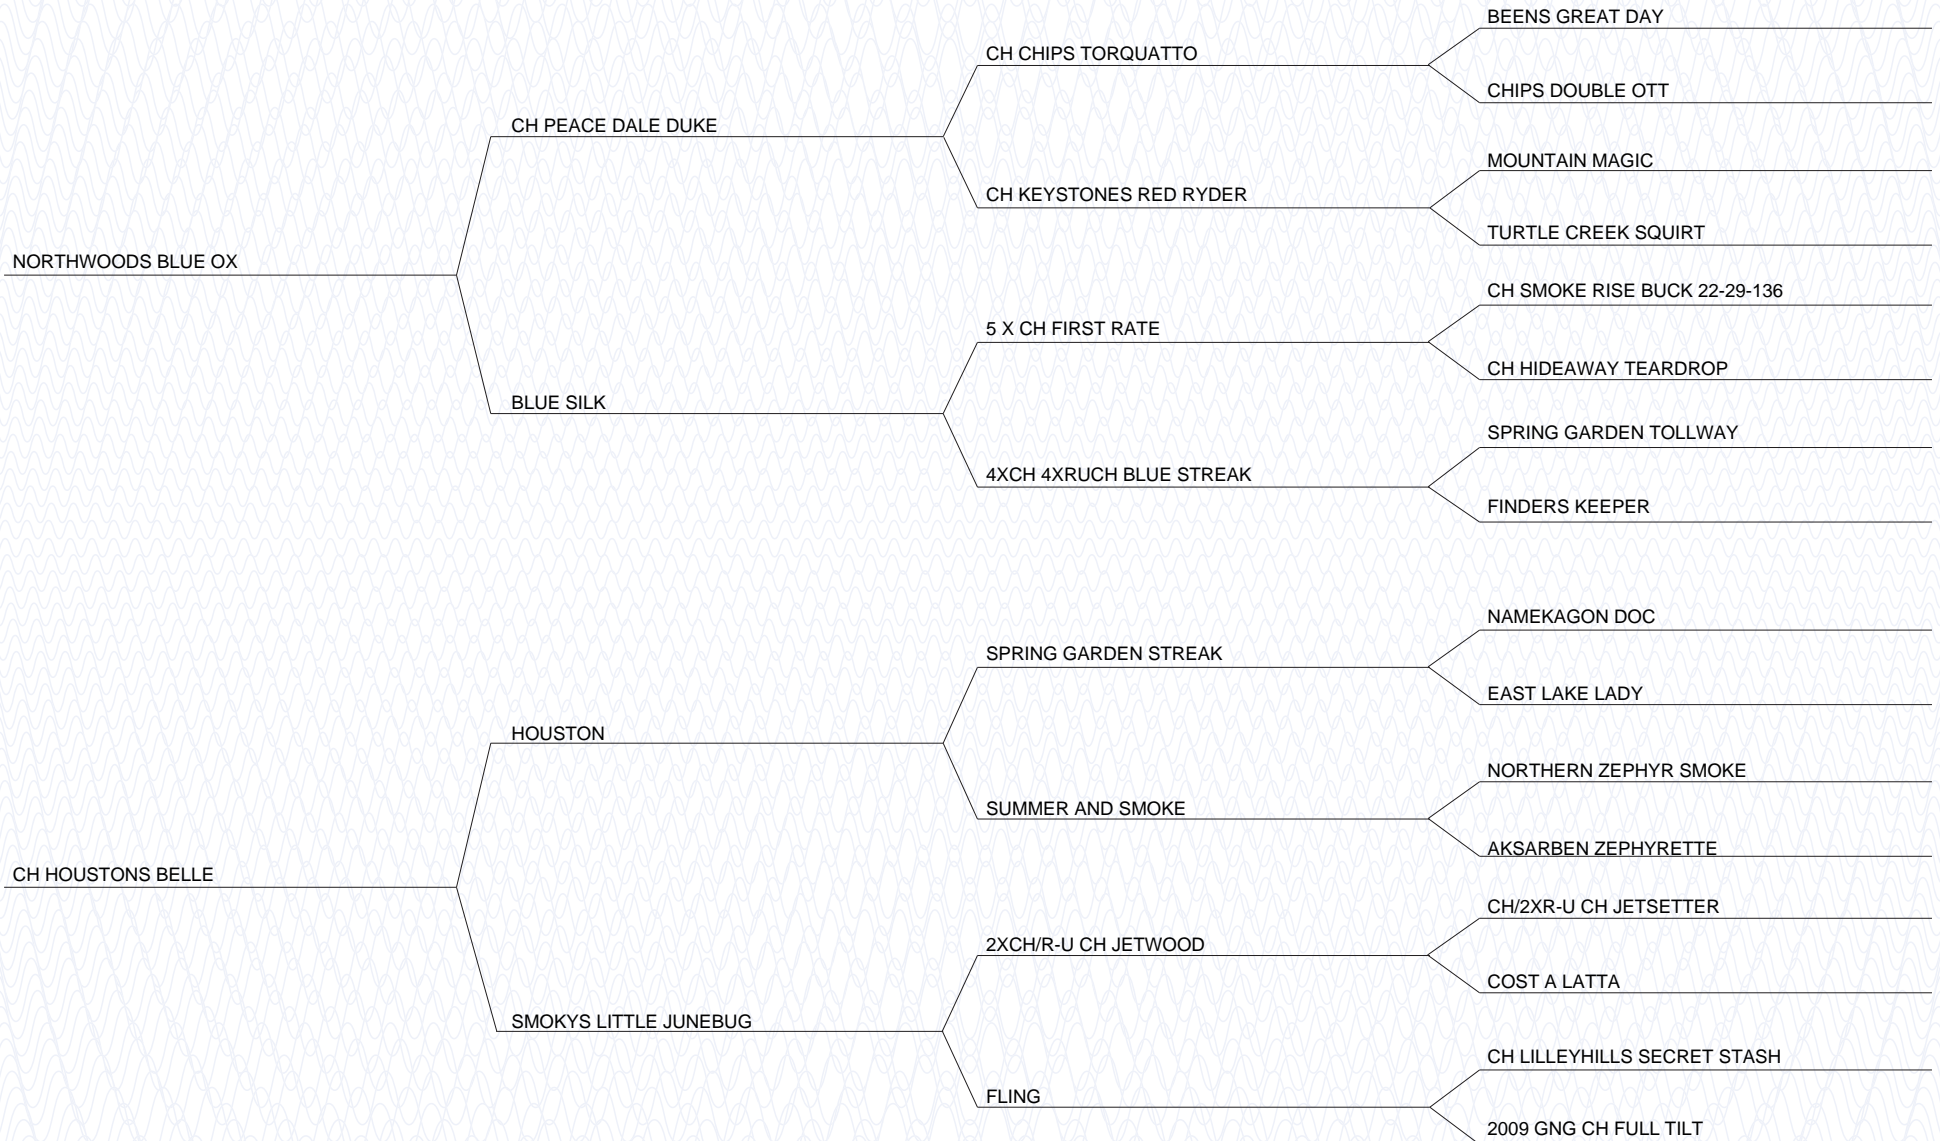 BEENS GREAT DAY
CH CHIPS TORQUATTO
CHIPS DOUBLE OTT
CH PEACE DALE DUKE
MOUNTAIN MAGIC
CH KEYSTONES RED RYDER
TURTLE CREEK SQUIRT
NORTHWOODS BLUE OX
CH SMOKE RISE BUCK 22-29-136
5 X CH FIRST RATE
CH HIDEAWAY TEARDROP
BLUE SILK
SPRING GARDEN TOLLWAY
4XCH 4XRUCH BLUE STREAK
FINDERS KEEPER
NAMEKAGON DOC
SPRING GARDEN STREAK
EAST LAKE LADY
HOUSTON
NORTHERN ZEPHYR SMOKE
SUMMER AND SMOKE
AKSARBEN ZEPHYRETTE
CH HOUSTONS BELLE
CH/2XR-U CH JETSETTER
2XCH/R-U CH JETWOOD
COST A LATTA
SMOKYS LITTLE JUNEBUG
CH LILLEYHILLS SECRET STASH
FLING
2009 GNG CH FULL TILT